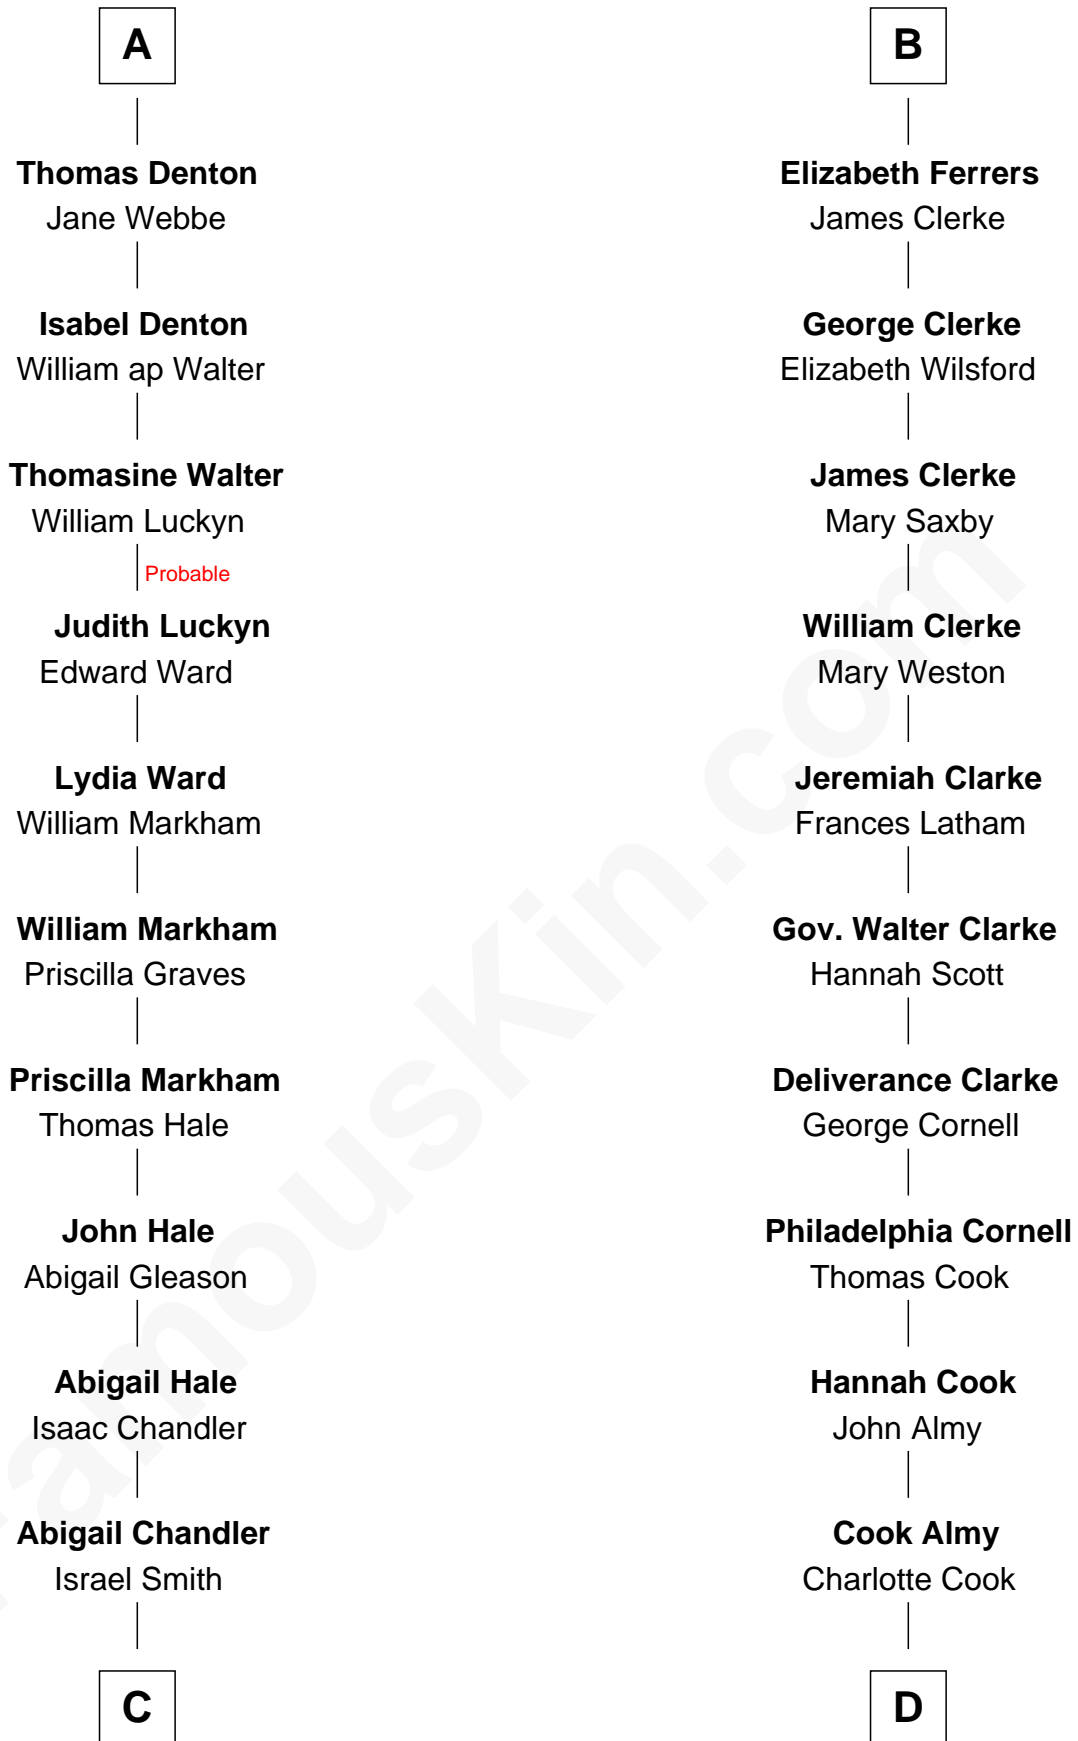 A
Thomas Denton
Jane Webbe
Isabel Denton
William ap Walter
Thomasine Walter
William Luckyn
Probable
Judith Luckyn
Edward Ward
Lydia Ward
William Markham
William Markham
Priscilla Graves
Priscilla Markham
Thomas Hale
John Hale
Abigail Gleason
Abigail Hale
Isaac Chandler
Abigail Chandler
Israel Smith
C
B
Elizabeth Ferrers
James Clerke
George Clerke
Elizabeth Wilsford
James Clerke
Mary Saxby
William Clerke
Mary Weston
Jeremiah Clarke
Frances Latham
Gov. Walter Clarke
Hannah Scott
Deliverance Clarke
George Cornell
Philadelphia Cornell
Thomas Cook
Hannah Cook
John Almy
Cook Almy
Charlotte Cook
D
FamousKin.com